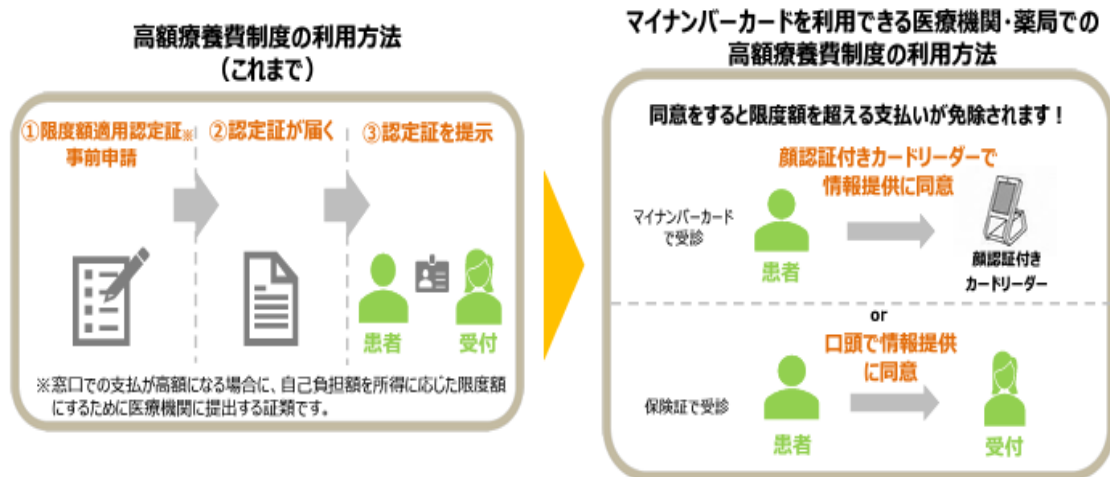 高額療養費制度の利用方法
（これまで）
①限度額適用認定証※
事前申請
②認定証が届く
③認定証を提示
患者
受付
※窓口での支払が高額になる場合に、自己負担額を所得に応じた限度額
にするために医療機関に提出する証類です。
マイナンバーカードを利用できる医療機関・薬局での
高額療養費制度の利用方法
同意をすると限度額を超える支払いが免除されます！
顔認証付きカードリーダーで
情報提供に同意
マイナンバーカード
で受診
患者
顔認証付き
カードリーダー
or
口頭で情報提供
に同意
保険証で受診
患者
受付